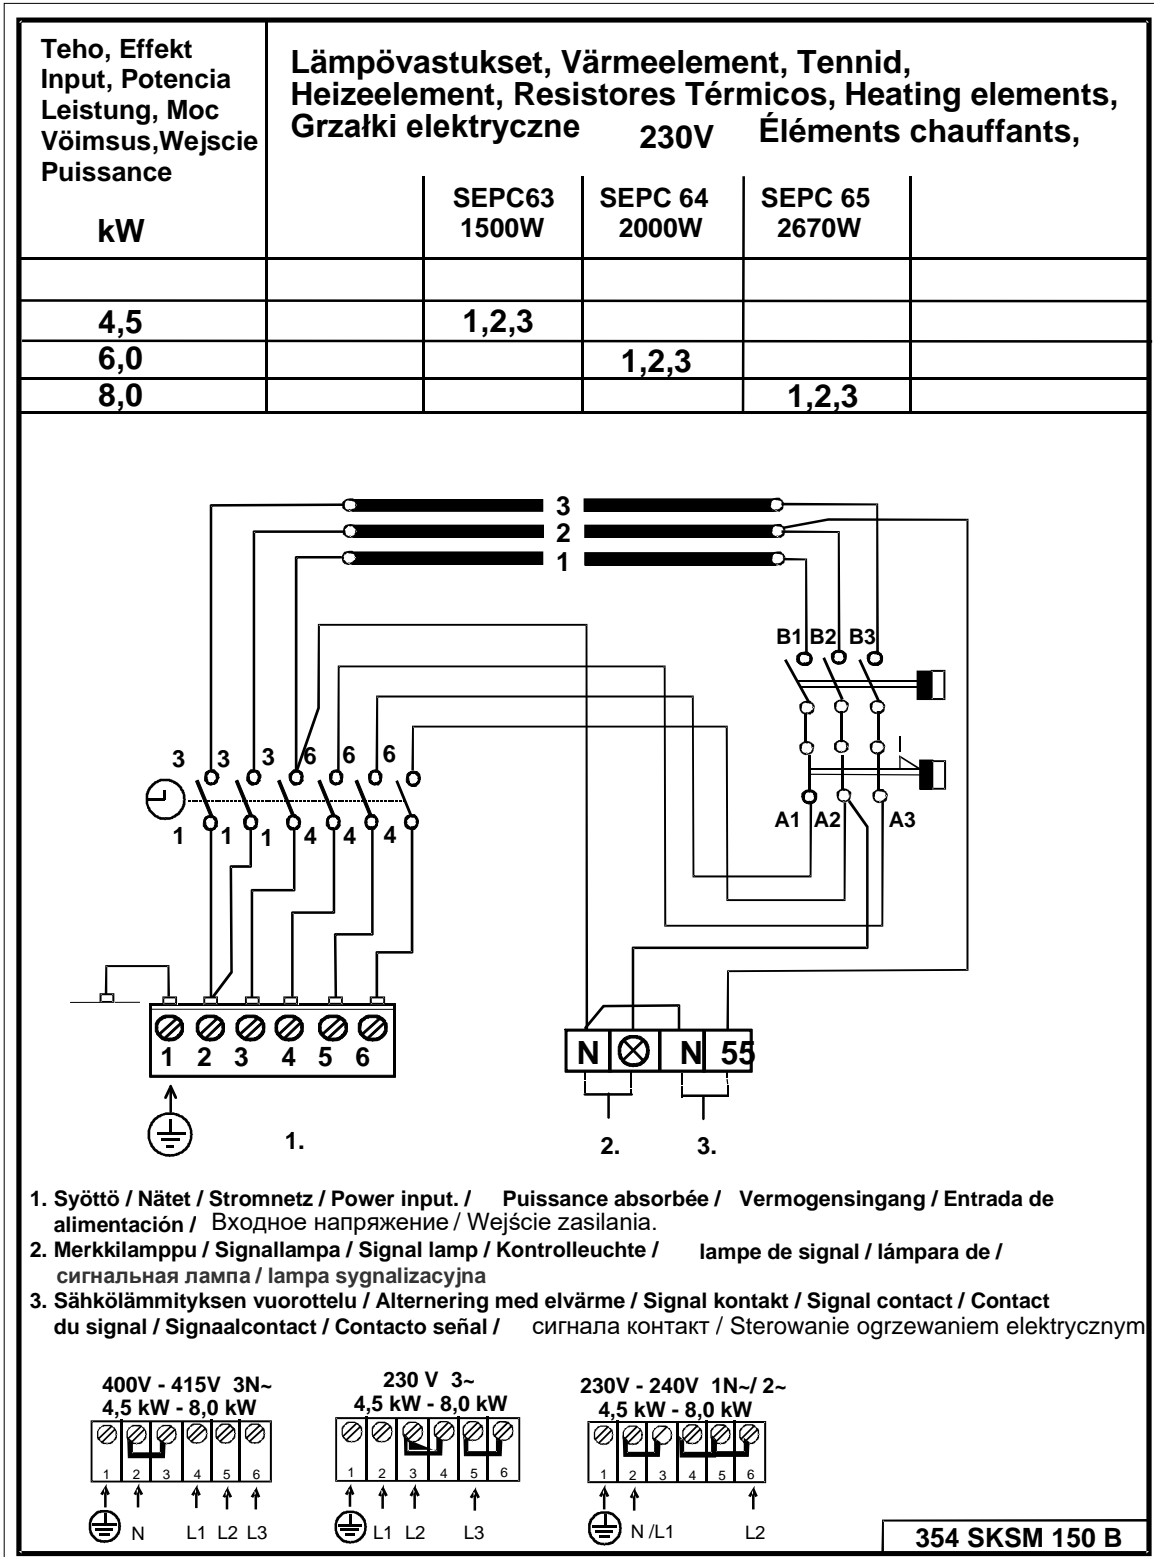 Teho, Effekt
Input, Potencia
Leistung, Moc
Vöimsus,Wejscie
Puissance
kW
Lämpövastukset, Värmeelement, Tennid,
Heizeelement, Resistores Térmicos, Heating elements,
Grzałki elektryczne 230V Éléments chauffants,
SEPC63 SEPC 64 SEPC 65
1500W 2000W 2670W
4,5 1,2,3
6,0 1,2,3
8,0 1,2,3
3
2
1
B1 B2 B3
3 3 3 6 6 6
1 1 1 4 4 4
A1 A2 A3
1 2 3 4 5 6
N N 55
1. 2. 3.
1. Syöttö / Nätet / Stromnetz / Power input. / Puissance absorbée / Vermogensingang / Entrada de
alimentación / Входное напряжение / Wejście zasilania.
2. Merkkilamppu / Signallampa / Signal lamp / Kontrolleuchte / lampe de signal / lámpara de /
сигнальная лампа / lampa sygnalizacyjna
3. Sähkölämmityksen vuorottelu / Alternering med elvärme / Signal kontakt / Signal contact / Contact
du signal / Signaalcontact / Contacto señal / сигнала контакт / Sterowanie ogrzewaniem elektrycznym
400V - 415V 3N~
4,5 kW - 8,0 kW
1 2 3 4 5 6
N L1 L2 L3
230 V 3~
4,5 kW - 8,0 kW
1 2 3 4 5 6
L1 L2 L3
230V - 240V 1N~/ 2~
4,5 kW - 8,0 kW
1 2 3 4 5 6
N /L1 L2
354 SKSM 150 B